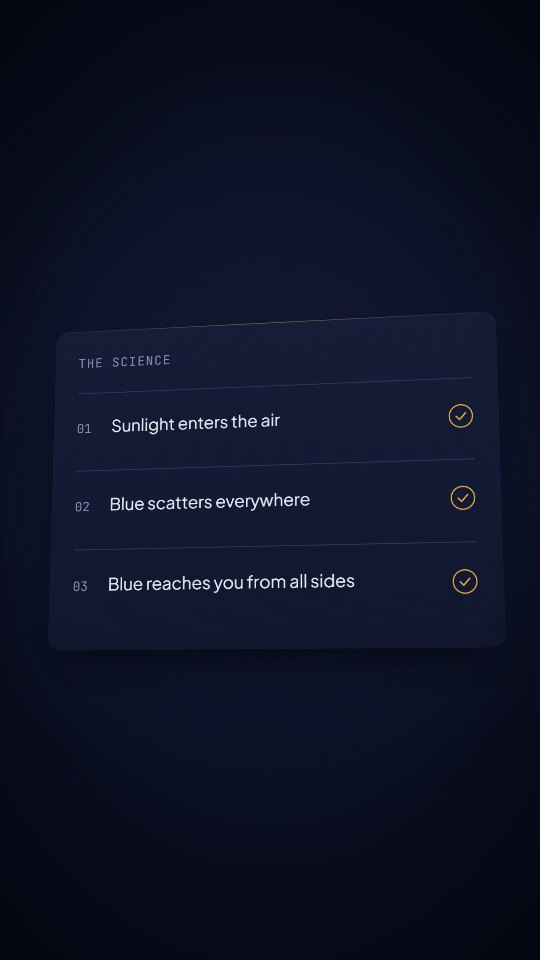 THE SCIENCE
01 Sunlight enters the air
02 Blue scatters everywhere
03 Blue reaches you from all sides